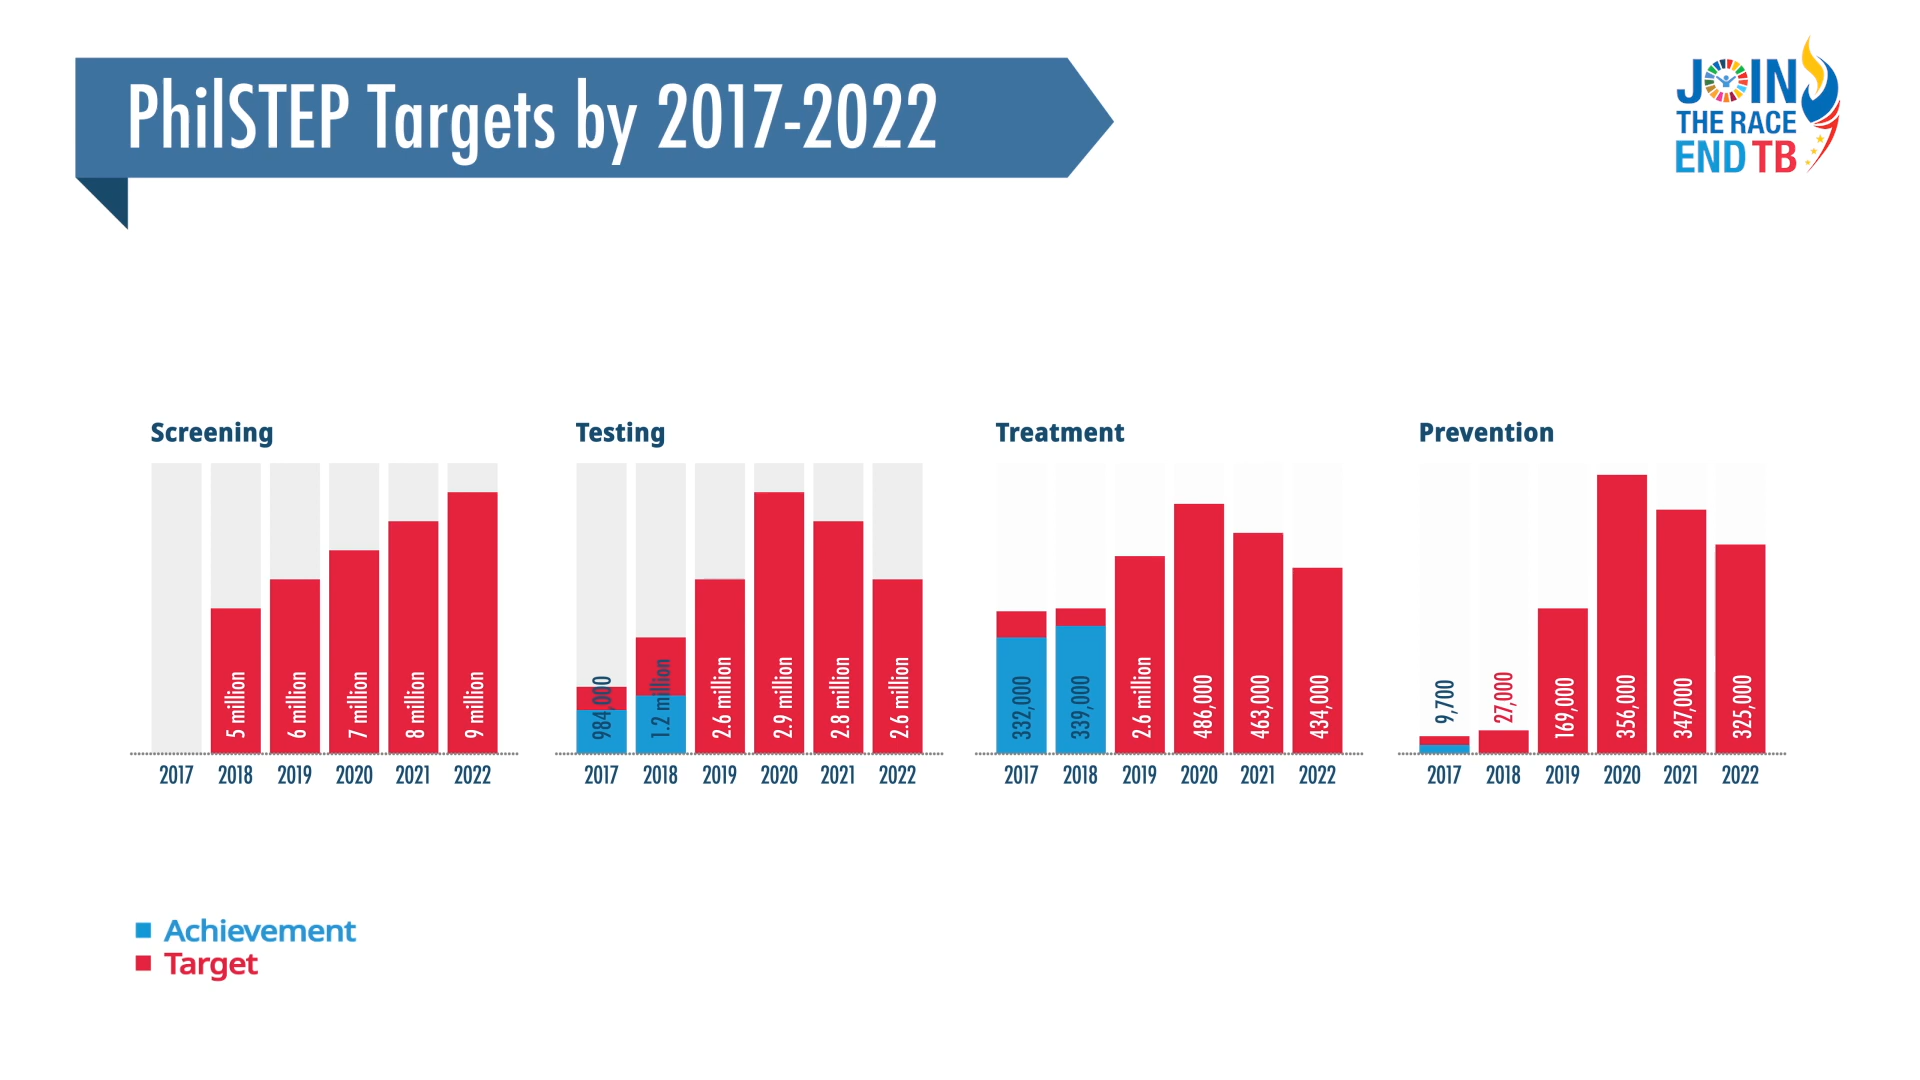 PhilSTEP Targets by 2017-2022
JOIN
THE RACE
END TB
Screening
5 million
6 million
7 million
8 million
9 million
2017 2018 2019 2020 2021 2022
Testing
984,000
1.2 million
2.6 million
2.9 million
2.8 million
2.6 million
2017 2018 2019 2020 2021 2022
Treatment
332,000
339,000
2.6 million
486,000
463,000
434,000
2017 2018 2019 2020 2021 2022
Prevention
9,700
27,000
169,000
356,000
347,000
325,000
2017 2018 2019 2020 2021 2022
Achievement
Target